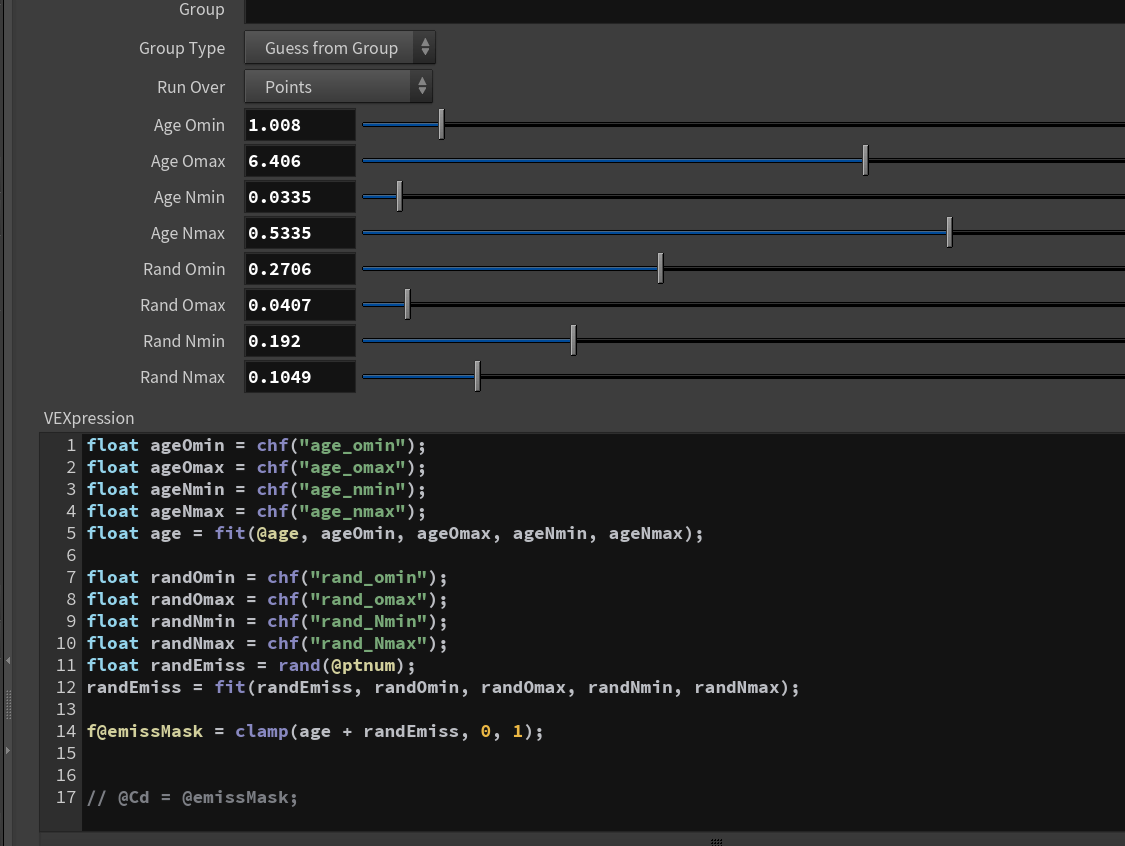 Group
Group Type Guess from Group
Run Over Points
Age Omin 1.008
Age Omax 6.406
Age Nmin 0.0335
Age Nmax 0.5335
Rand Omin 0.2706
Rand Omax 0.0407
Rand Nmin 0.192
Rand Nmax 0.1049
VEXpression
1 float ageOmin = chf("age_omin");
2 float ageOmax = chf("age_omax");
3 float ageNmin = chf("age_nmin");
4 float ageNmax = chf("age_nmax");
5 float age = fit(@age, ageOmin, ageOmax, ageNmin, ageNmax);
6
7 float randOmin = chf("rand_omin");
8 float randOmax = chf("rand_omax");
9 float randNmin = chf("rand_Nmin");
10 float randNmax = chf("rand_Nmax");
11 float randEmiss = rand(@ptnum);
12 randEmiss = fit(randEmiss, randOmin, randOmax, randNmin, randNmax);
13
14 f@emissMask = clamp(age + randEmiss, 0, 1);
15
16
17 // @Cd = @emissMask;